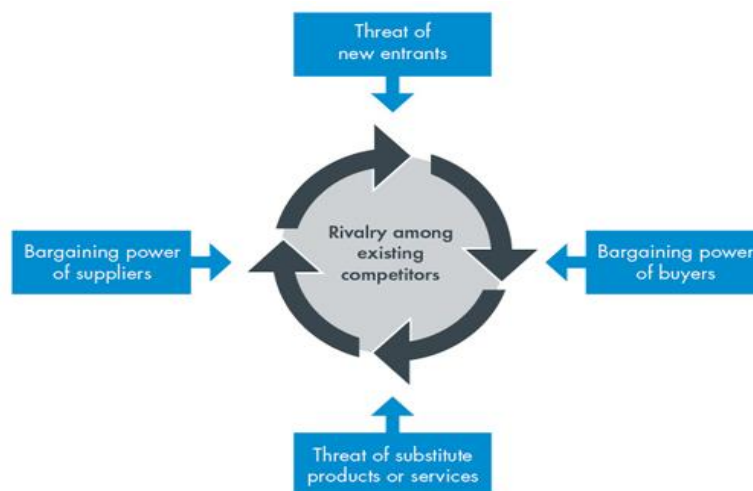 Threat of
new entrants
Bargaining power
of suppliers
Rivalry among
existing
competitors
Bargaining power
of buyers
Threat of substitute
products or services